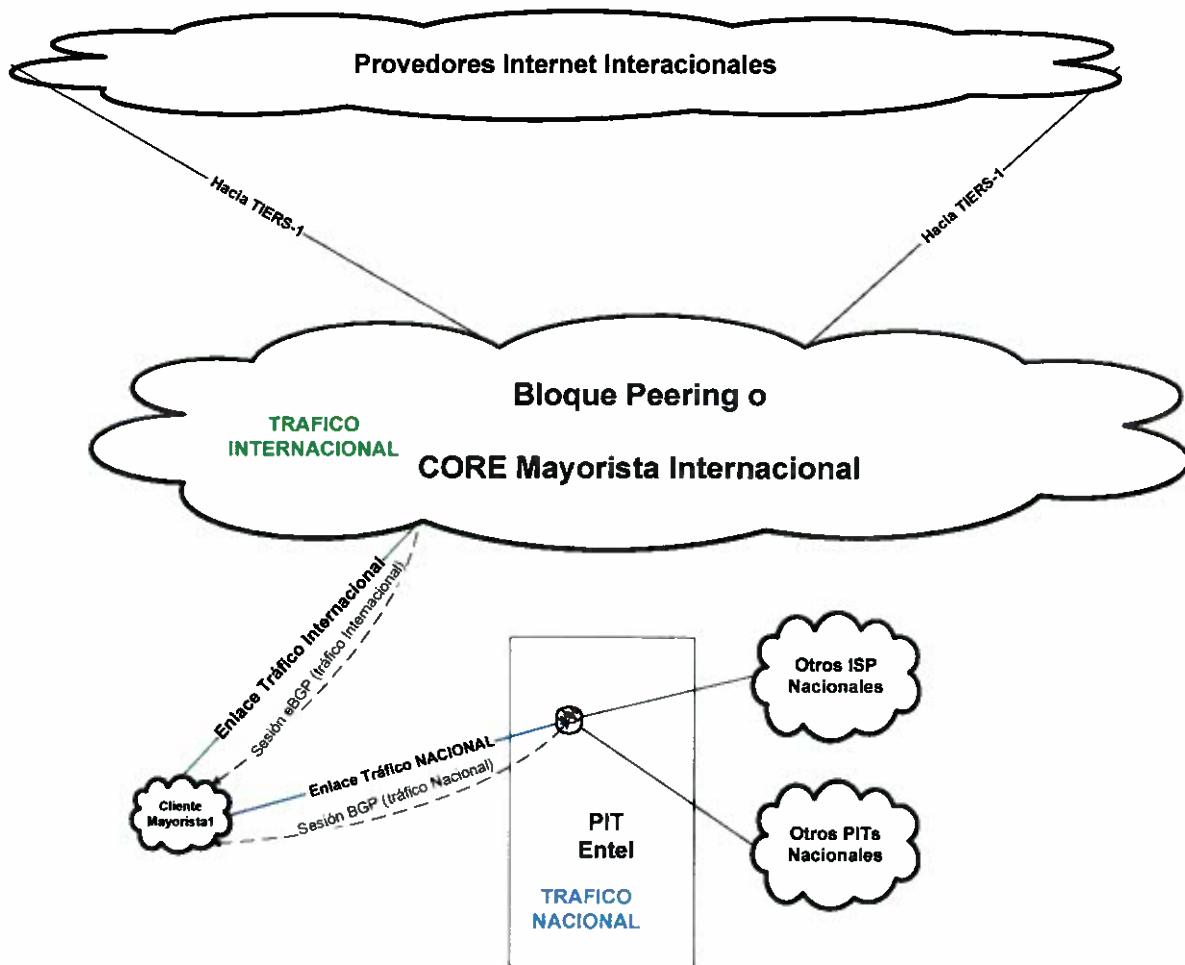 Provedores Internet Interacionales
Hacia TIERS-1
Hacia TIERS-1
Bloque Peering o
TRAFICO
INTERNACIONAL
CORE Mayorista Internacional
Enlace Tráfico Internacional
Sesión eBGP (tráfico Internacional)
Otros ISP
Nacionales
Enlace Tráfico NACIONAL
Sesión BGP (tráfico Nacional)
Cliente
Mayorista1
PIT
Entel
Otros PITs
Nacionales
TRAFICO
NACIONAL